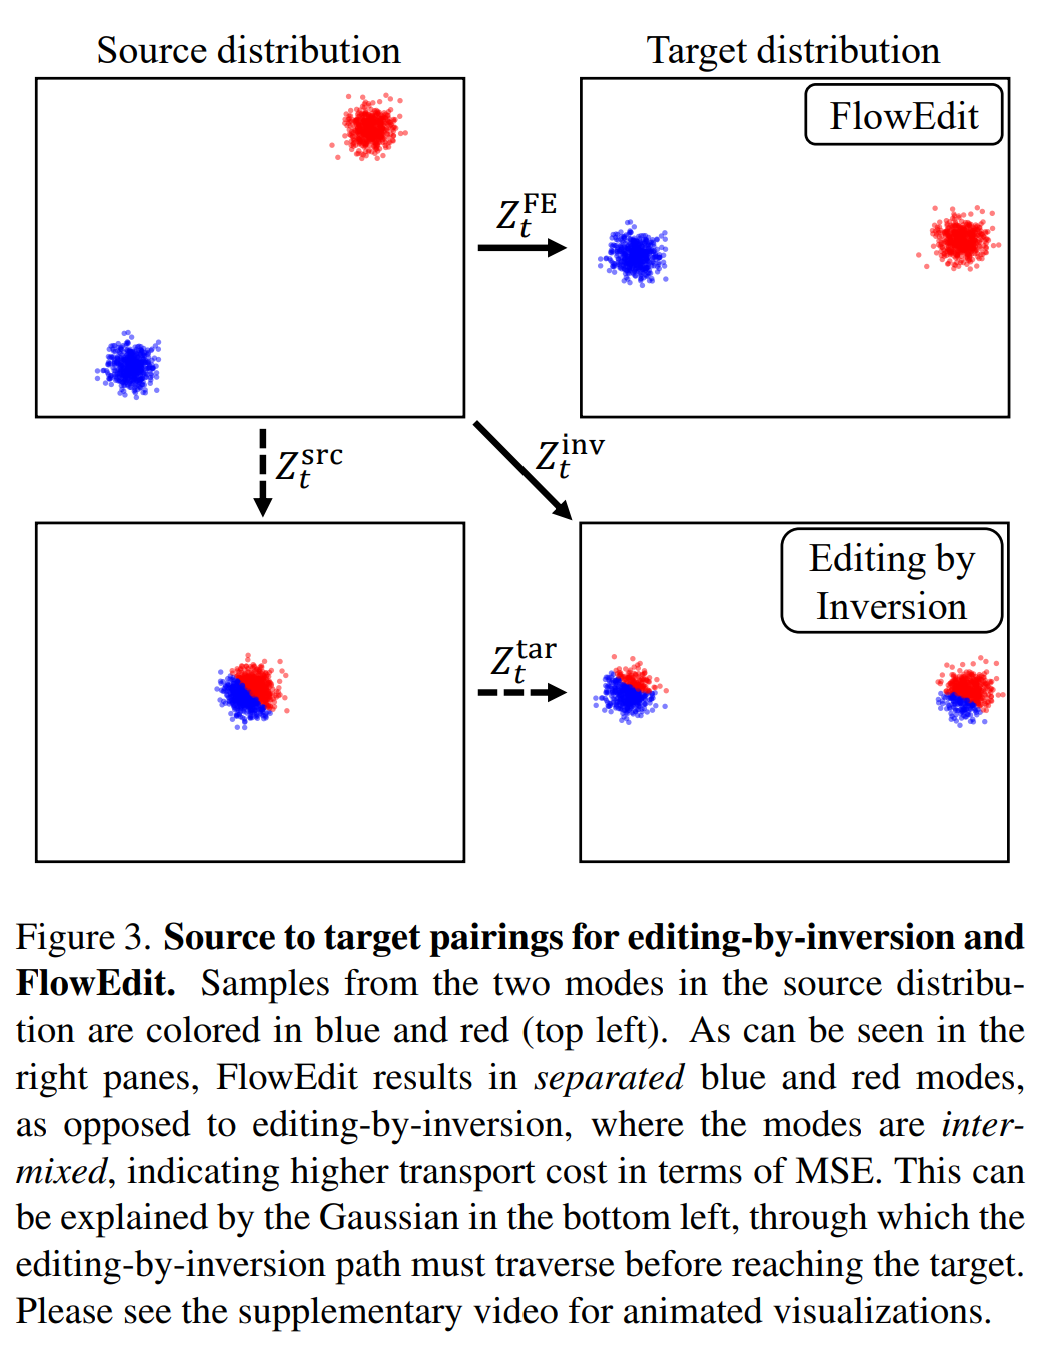 Source distribution
Target distribution
FlowEdit
Z_t^FE
Z_t^src
Z_t^inv
Z_t^tar
Editing by
Inversion
Figure 3. Source to target pairings for editing-by-inversion and
FlowEdit. Samples from the two modes in the source distribu-
tion are colored in blue and red (top left). As can be seen in the
right panes, FlowEdit results in separated blue and red modes,
as opposed to editing-by-inversion, where the modes are inter-
mixed, indicating higher transport cost in terms of MSE. This can
be explained by the Gaussian in the bottom left, through which the
editing-by-inversion path must traverse before reaching the target.
Please see the supplementary video for animated visualizations.